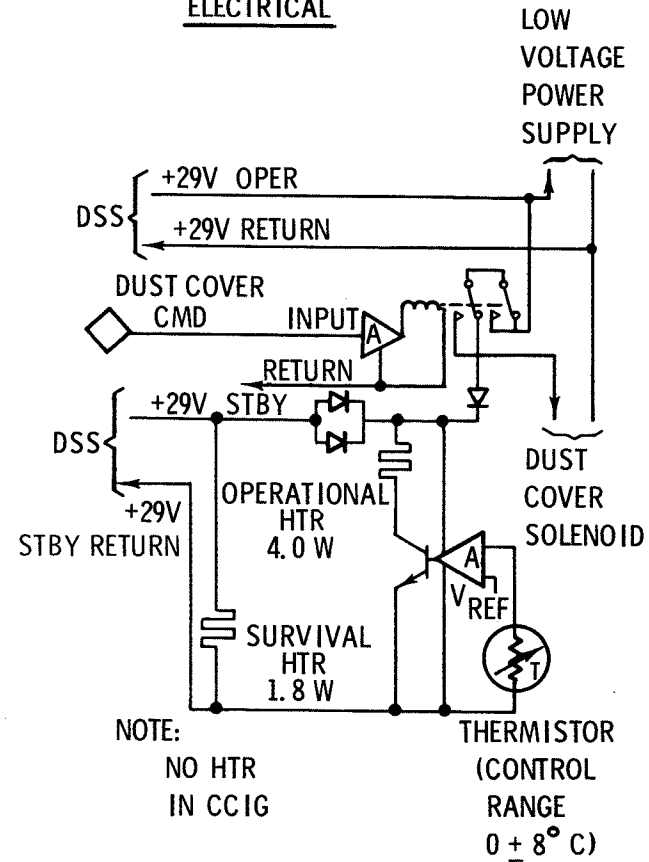 ELECTRICAL
LOW
VOLTAGE
POWER
SUPPLY
+29V OPER
DSS
+29V RETURN
DUST COVER
CMD
INPUT
A
RETURN
+29V STBY
DSS
+29V
STBY RETURN
OPERATIONAL
HTR
4.0 W
DUST
COVER
SOLENOID
A
VREF
SURVIVAL
HTR
1.8 W
T
NOTE:
NO HTR
IN CCIG
THERMISTOR
(CONTROL
RANGE
0 ± 8° C)